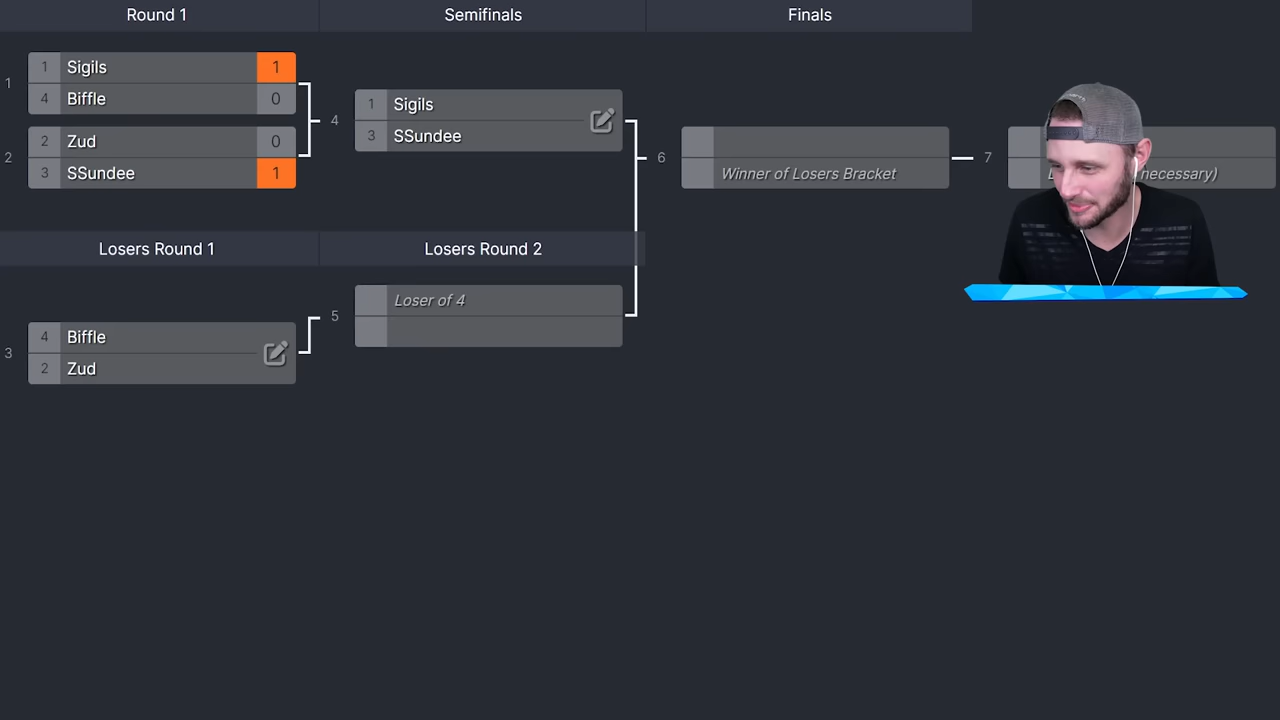 Round 1
Semifinals
Finals
1
1 Sigils 1
4 Biffle 0
2
2 Zud 0
3 SSundee 1
4
1 Sigils
3 SSundee
6
Winner of Losers Bracket
7
necessary)
Losers Round 1
Losers Round 2
3
4 Biffle
2 Zud
5
Loser of 4